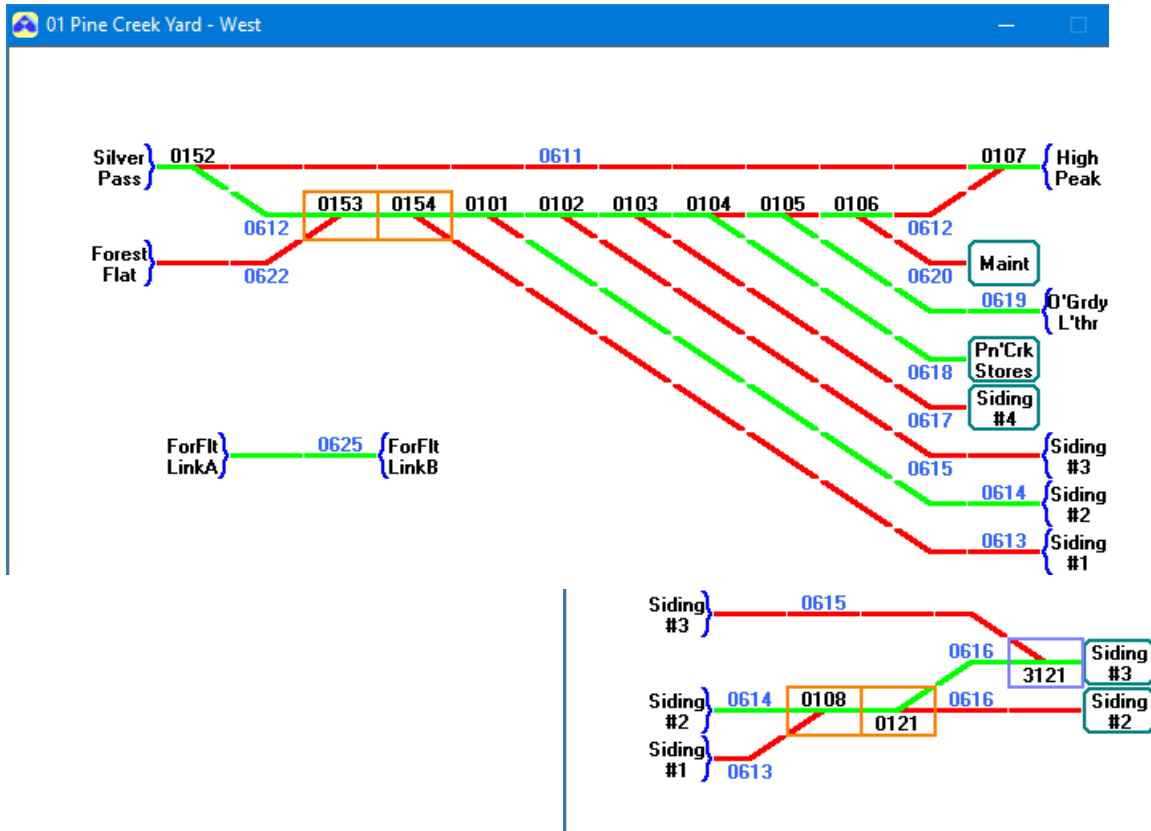 01 Pine Creek Yard - West
Silver
Pass
0152
0611
0107
High
Peak
0612
0153
0154
0101
0102
0103
0104
0105
0106
0612
Forest
Flat
0622
0620
Maint
0619
O'Grdy
L'thr
0618
Pn'Crk
Stores
0617
Siding
#4
ForFlt
LinkA
0625
ForFlt
LinkB
0615
Siding
#3
0614
Siding
#2
0613
Siding
#1
Siding
#3
0615
0616
3121
Siding
#3
Siding
#2
0614
0108
0121
0616
Siding
#2
Siding
#1
0613